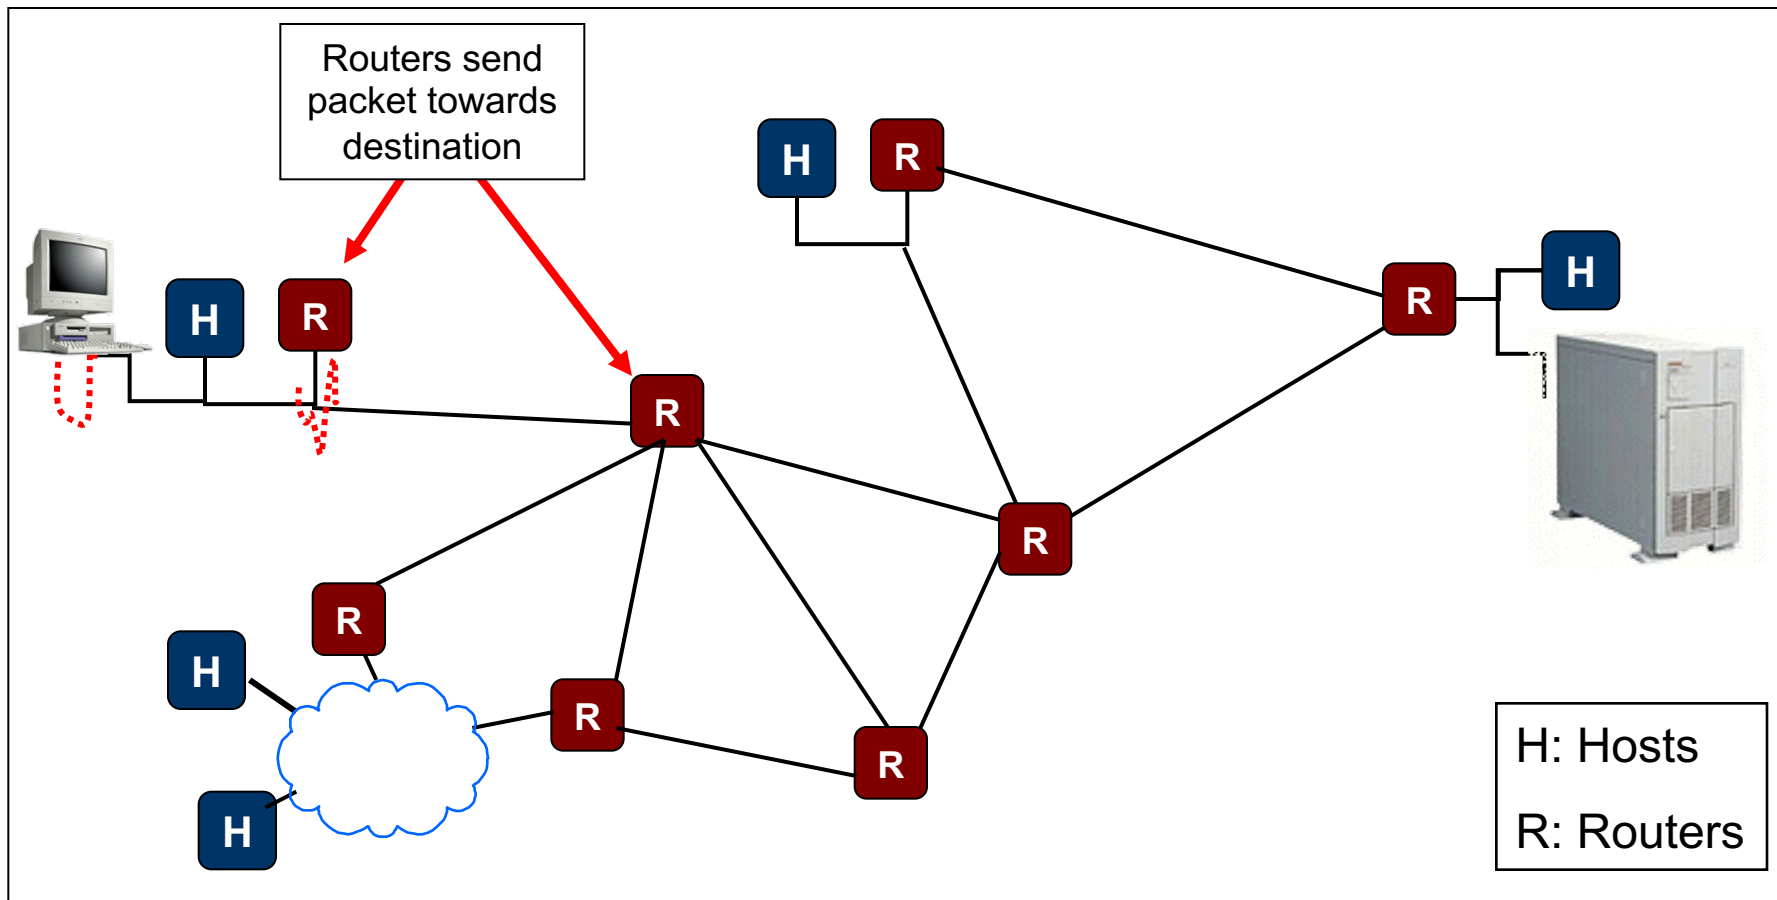 Routers send
packet towards
destination
H
R
H
H
R
R
R
R
R
H
R
R
H
H: Hosts
R: Routers